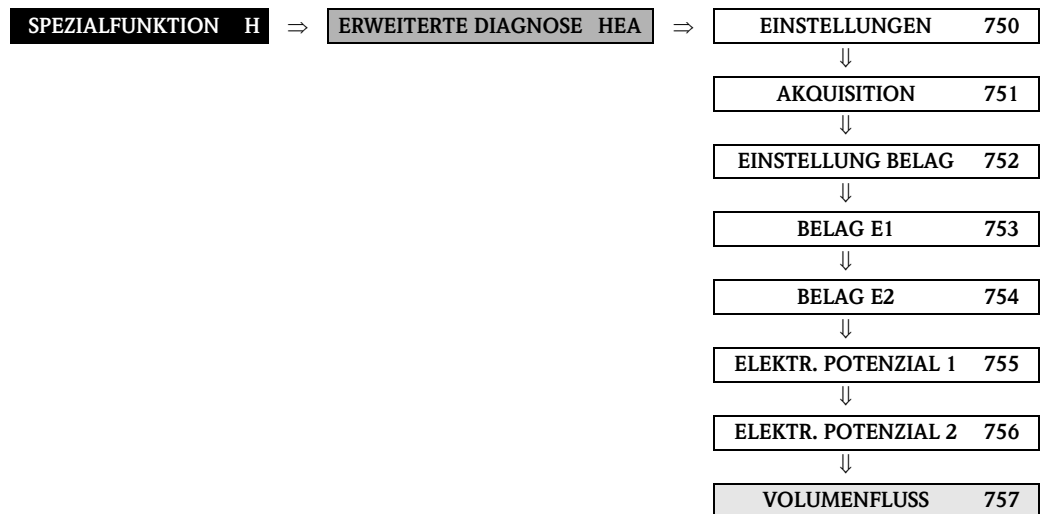 SPEZIALFUNKTION H ⇒ ERWEITERTE DIAGNOSE HEA ⇒ EINSTELLUNGEN 750
⇓
AKQUISITION 751
⇓
EINSTELLUNG BELAG 752
⇓
BELAG E1 753
⇓
BELAG E2 754
⇓
ELEKTR. POTENZIAL 1 755
⇓
ELEKTR. POTENZIAL 2 756
⇓
VOLUMENFLUSS 757